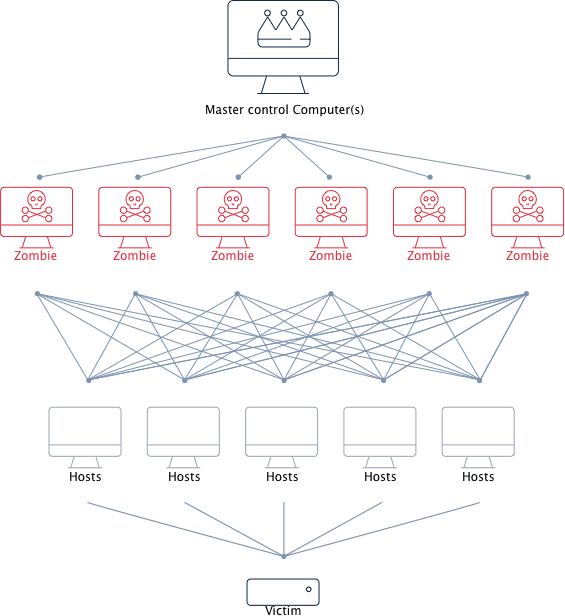 Master control Computer(s)
Zombie Zombie Zombie Zombie Zombie Zombie
Hosts Hosts Hosts Hosts Hosts
Victim